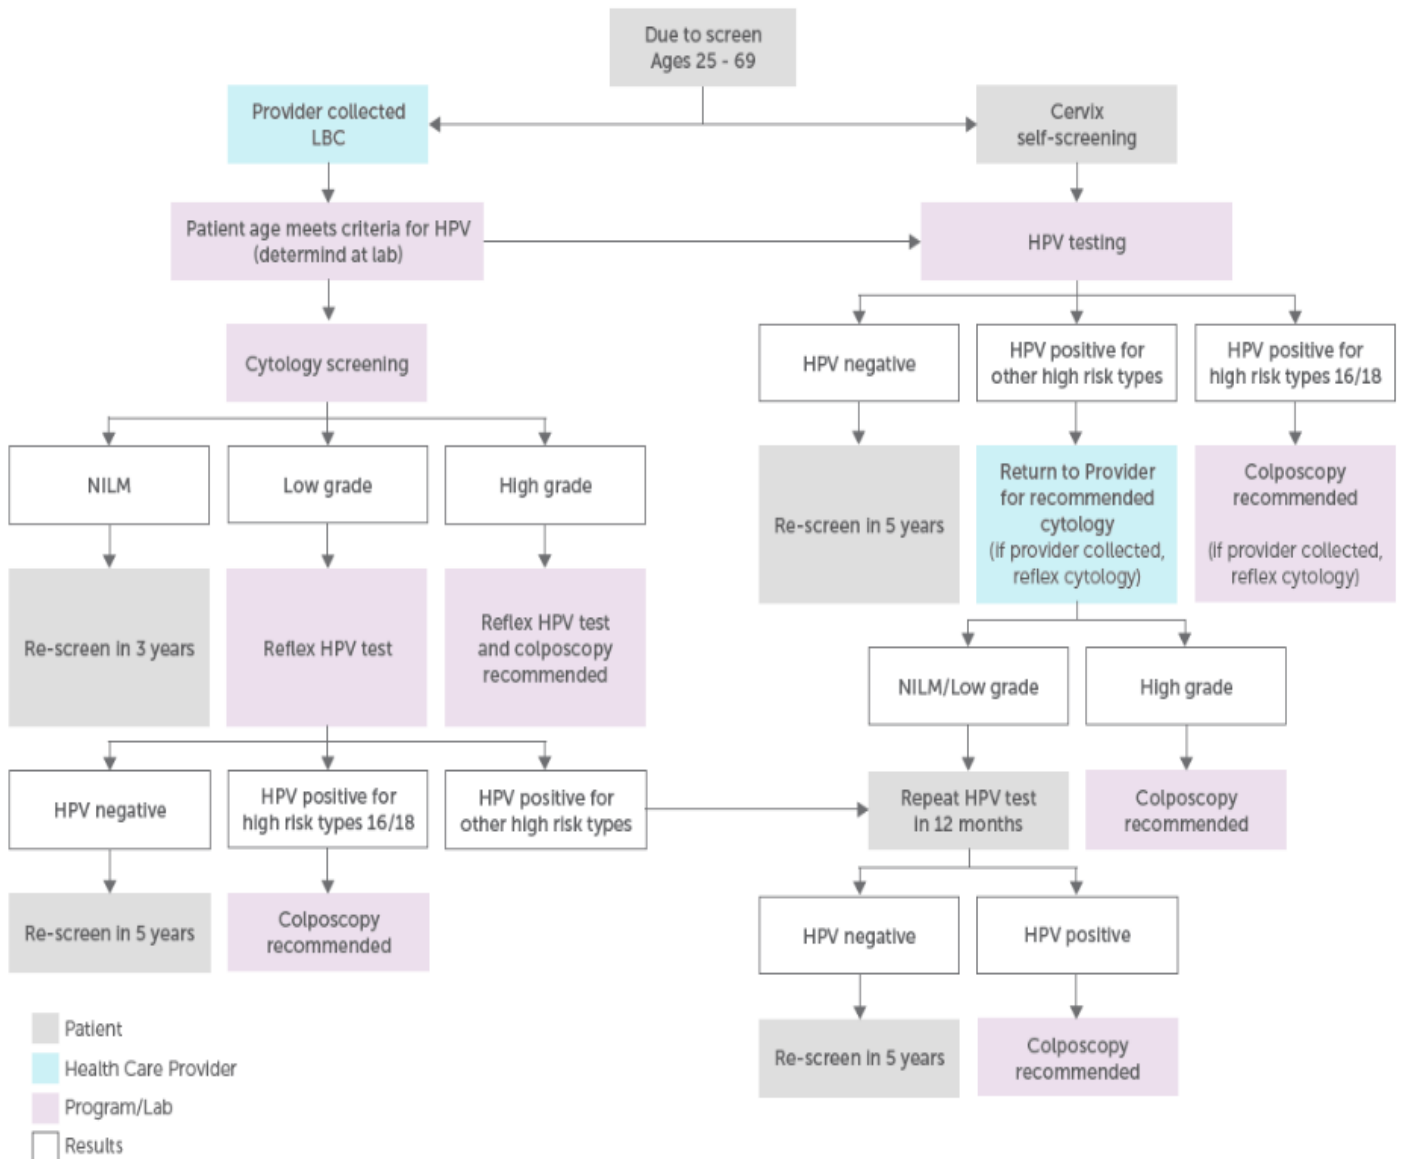 Due to screen
Ages 25 - 69
Provider collected
LBC
Cervix
self-screening
Patient age meets criteria for HPV
(determind at lab)
HPV testing
Cytology screening
HPV negative
HPV positive for
other high risk types
HPV positive for
high risk types 16/18
NILM
Low grade
High grade
Re-screen in 5 years
Return to Provider
for recommended
cytology
(if provider collected,
reflex cytology)
Colposcopy
recommended
(if provider collected,
reflex cytology)
Re-screen in 3 years
Reflex HPV test
Reflex HPV test
and colposcopy
recommended
NILM/Low grade
High grade
HPV negative
HPV positive for
high risk types 16/18
HPV positive for
other high risk types
Repeat HPV test
in 12 months
Colposcopy
recommended
Re-screen in 5 years
Colposcopy
recommended
HPV negative
HPV positive
Re-screen in 5 years
Colposcopy
recommended
Patient
Health Care Provider
Program/Lab
Results